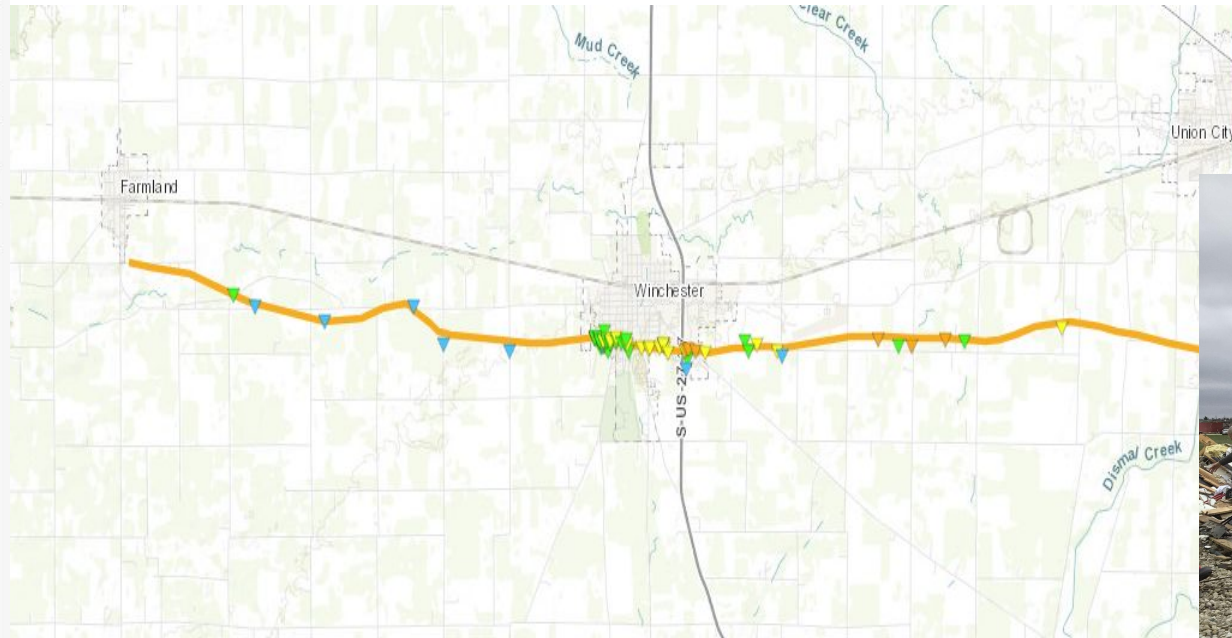 Mud Creek
Clear Creek
Union City
Farmland
Winchester
S-US-27
Dismal Creek